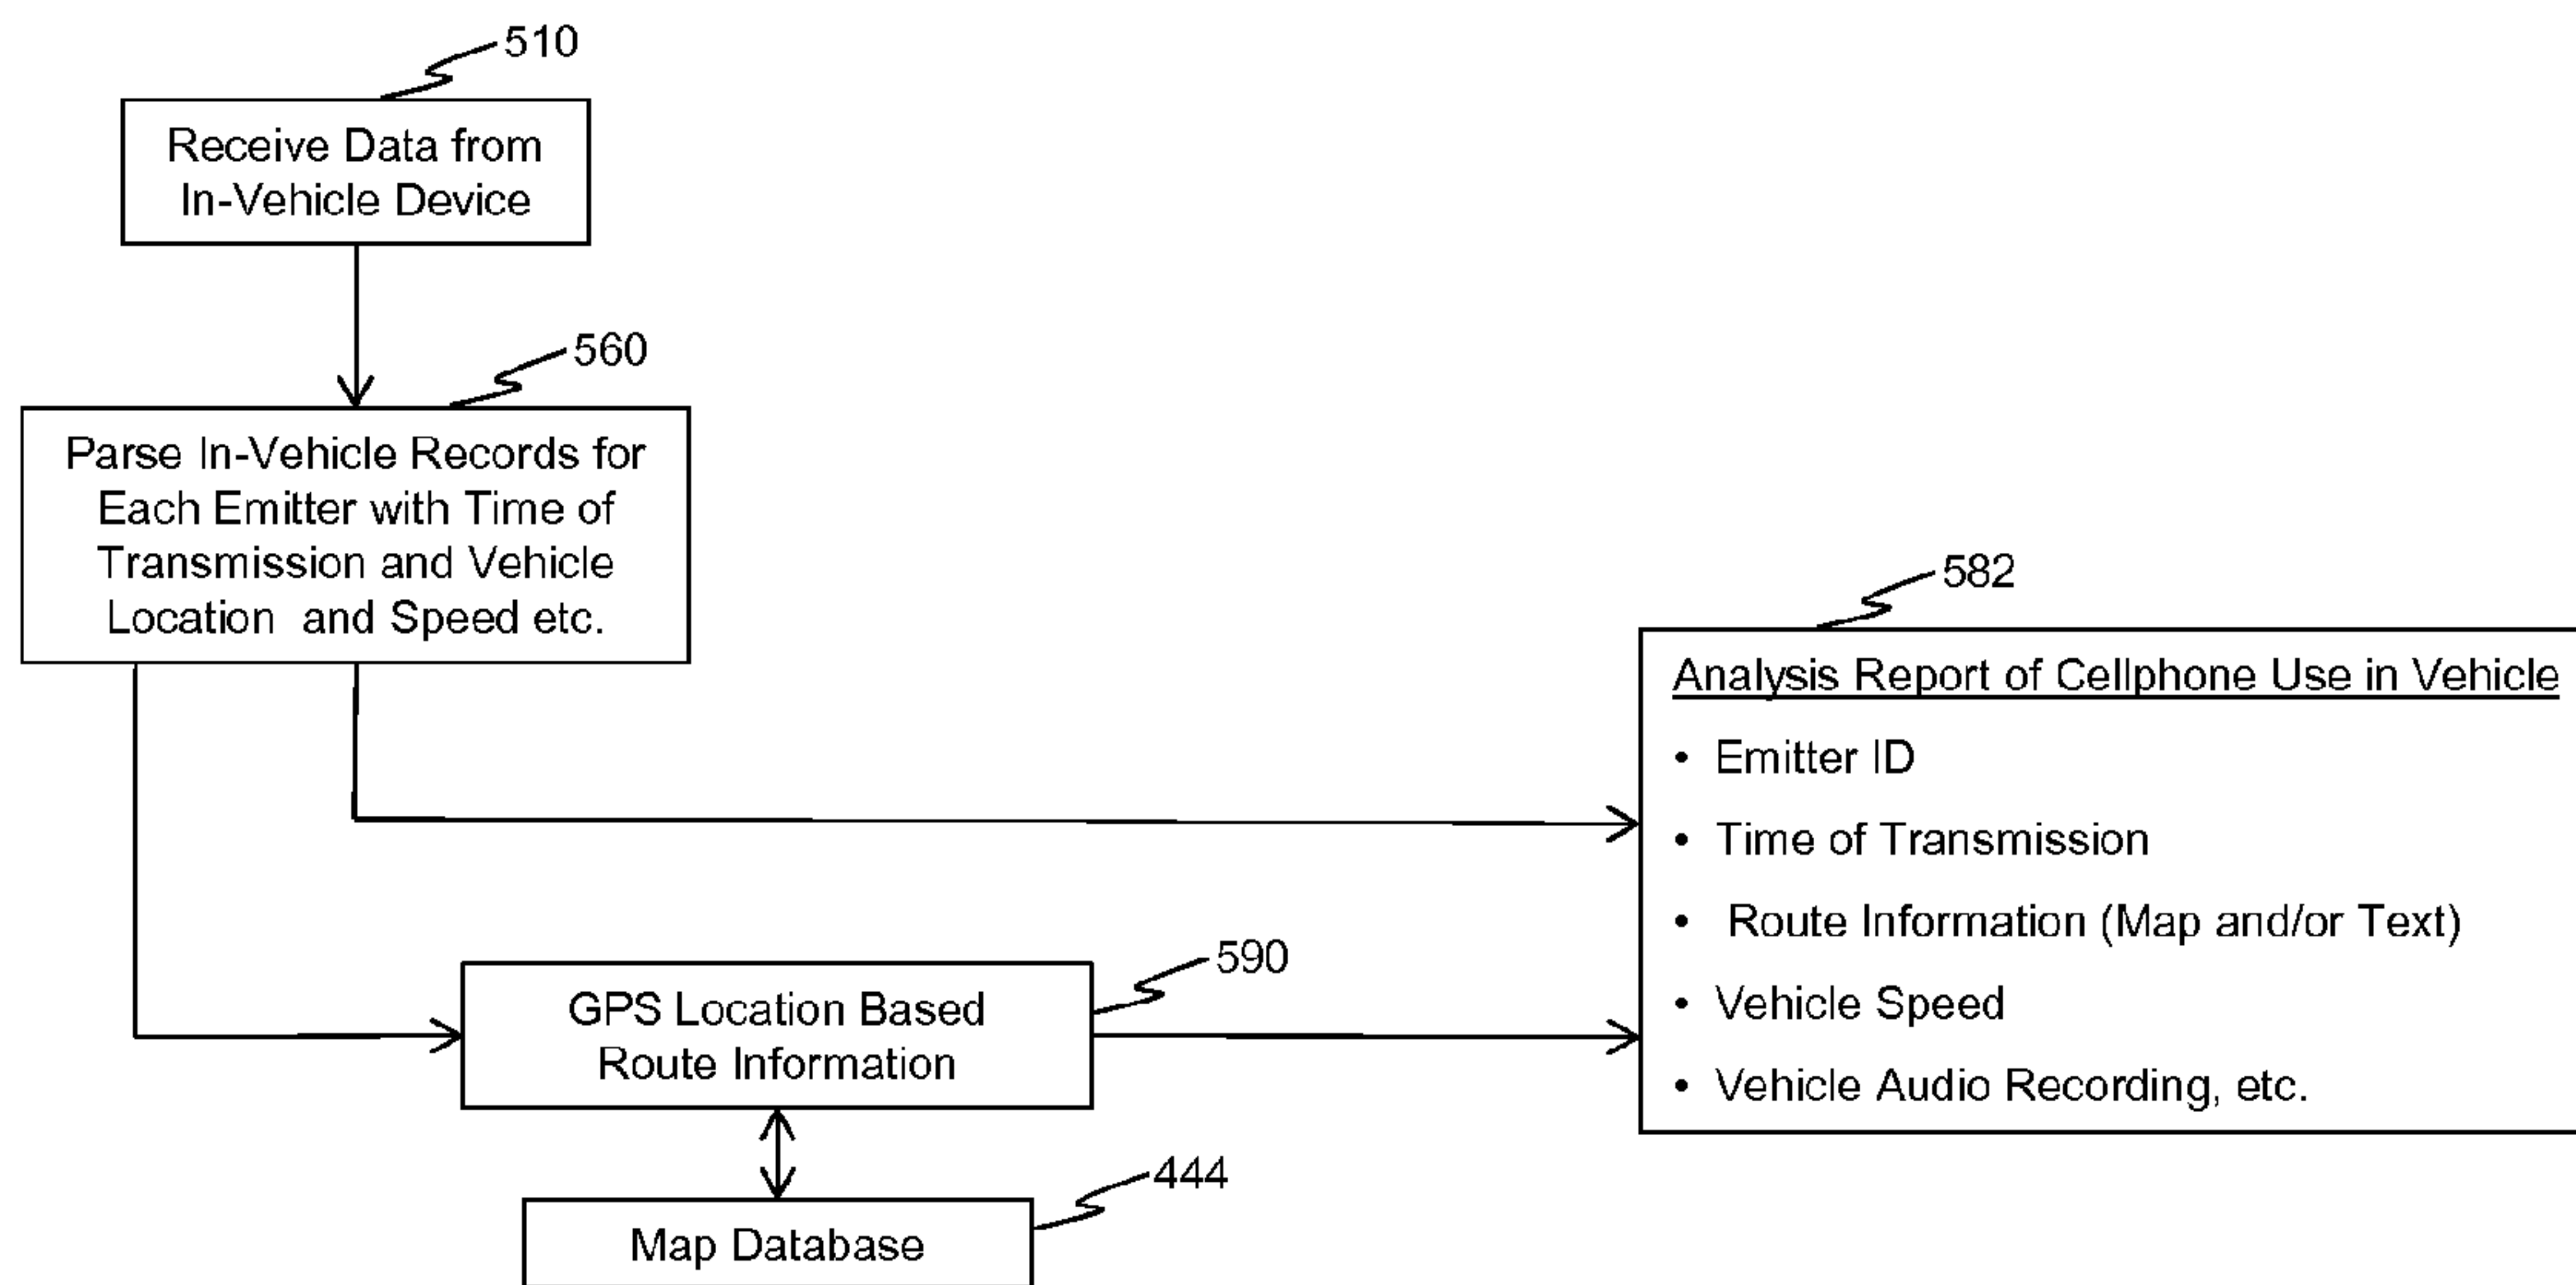 510
Receive Data from
In-Vehicle Device
560
Parse In-Vehicle Records for
Each Emitter with Time of
Transmission and Vehicle
Location and Speed etc.
582
Analysis Report of Cellphone Use in Vehicle
• Emitter ID
• Time of Transmission
• Route Information (Map and/or Text)
• Vehicle Speed
• Vehicle Audio Recording, etc.
590
GPS Location Based
Route Information
444
Map Database